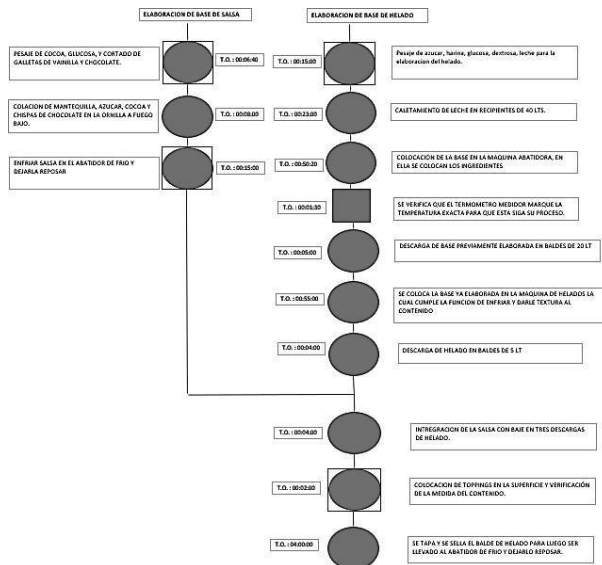 ELABORACION DE BASE DE SALSA
ELABORACION DE BASE DE HELADO
PESAJE DE COCOA, GLUCOSA, Y CORTADO DE
GALLETAS DE VAINILLA Y CHOCOLATE.
T.O. : 00:06:40
T.O. : 00:15:00
Pesaje de azucar, harina, glucosa, dextrosa, leche para la
elaboracion del helado.
COLACION DE MANTEQUILLA, AZUCAR, COCOA Y
CHISPAS DE CHOCOLATE EN LA ORNILLA A FUEGO
BAJO.
T.O. : 00:08:00
T.O. : 00:23:00
CALETAMIENTO DE LECHE EN RECIPIENTES DE 40 LTS.
ENFRIAR SALSA EN EL ABATIDOR DE FRIO Y
DEJARLA REPOSAR
T.O. : 00:15:00
T.O. : 00:50:20
COLOCACIÓN DE LA BASE EN LA MAQUINA ABATIDORA, EN
ELLA SE COLOCAN LOS INGREDIENTES
T.O. : 00:01:30
SE VERIFICA QUE EL TERMOMETRO MEDIDOR MARQUE LA
TEMPERATURA EXACTA PARA QUE ESTA SIGA SU PROCESO.
T.O. : 00:05:00
DESCARGA DE BASE PREVIAMENTE ELABORADA EN BALDES DE 20 LT
T.O. : 00:55:00
SE COLOCA LA BASE YA ELABORADA EN LA MAQUINA DE HELADOS LA
CUAL CUMPLE LA FUNCION DE ENFRIAR Y DARLE TEXTURA AL
CONTENIDO
T.O. : 00:04:00
DESCARGA DE HELADO EN BALDES DE 5 LT
T.O. : 00:04:00
INTREGRACION DE LA SALSA CON BAJE EN TRES DESCARGAS
DE HELADO.
T.O. : 00:02:00
COLOCACION DE TOPPINGS EN LA SUPERFICIE Y VERIFICACIÓN
DE LA MEDIDA DEL CONTENIDO.
T.O. : 04:00:00
SE TAPA Y SE SELLA EL BALDE DE HELADO PARA LUEGO SER
LLEVADO AL ABATIDOR DE FRIO Y DEJARLO REPOSAR.